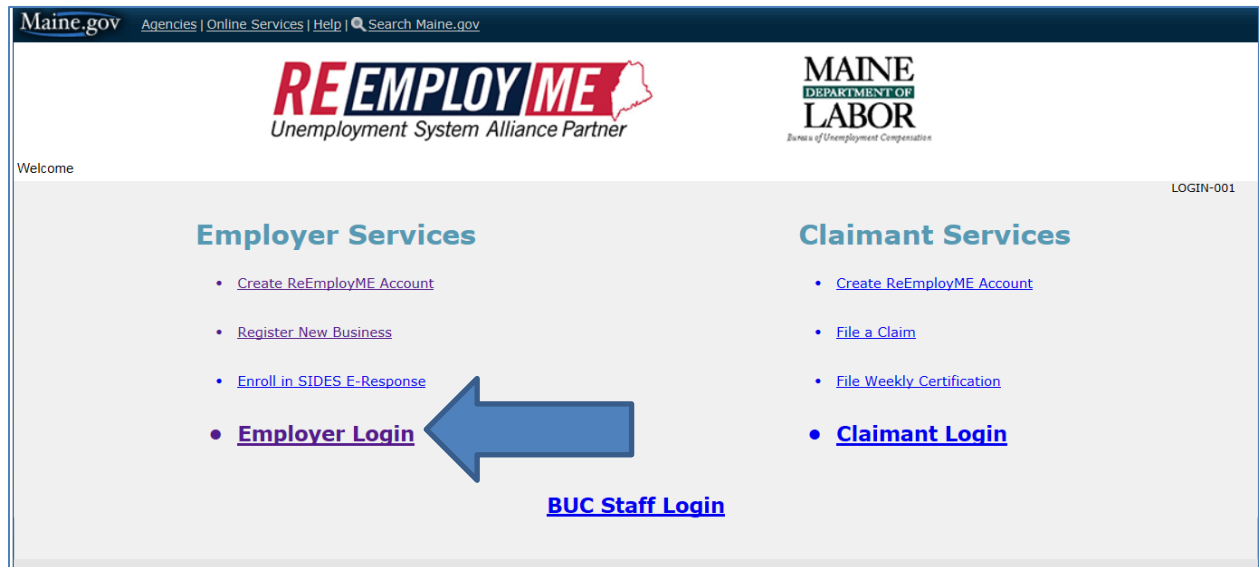 Maine.gov Agencies | Online Services | Help | Search Maine.gov
REEMPLOYME
Unemployment System Alliance Partner
MAINE
DEPARTMENT OF
LABOR
Bureau of Unemployment Compensation
Welcome
LOGIN-001
Employer Services
• Create ReEmployME Account
• Register New Business
• Enroll in SIDES E-Response
• Employer Login
Claimant Services
• Create ReEmployME Account
• File a Claim
• File Weekly Certification
• Claimant Login
BUC Staff Login